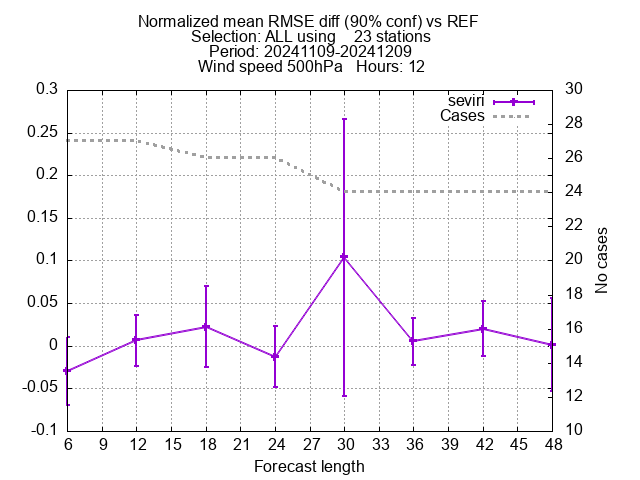 Normalized mean RMSE diff (90% conf) vs REF
Selection: ALL using    23 stations
Period: 20241109-20241209
Wind speed 500hPa   Hours: 12
seviri
Cases
0.3
0.25
0.2
0.15
0.1
0.05
0
-0.05
-0.1
30
28
26
24
22
20
18
16
14
12
10
No cases
6 9 12 15 18 21 24 27 30 33 36 39 42 45 48
Forecast length